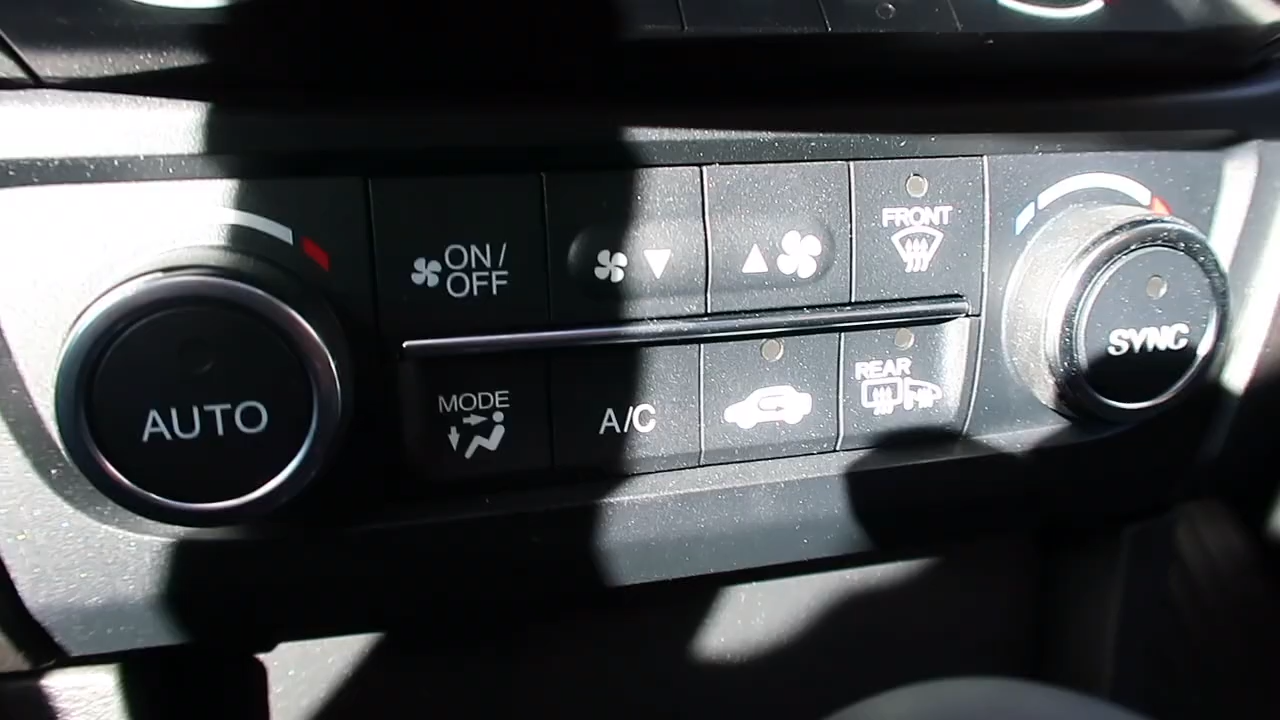 ON/
OFF
FRONT
SYNC
AUTO
MODE
A/C
REAR